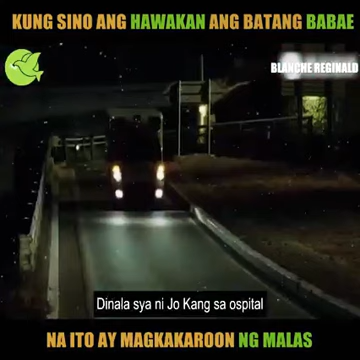 KUNG SINO ANG HAWAKAN ANG BATANG BABAE
BLANCHE REGINALD
Dinala sya ni Jo Kang sa ospital
NA ITO AY MAGKAKAROON NG MALAS